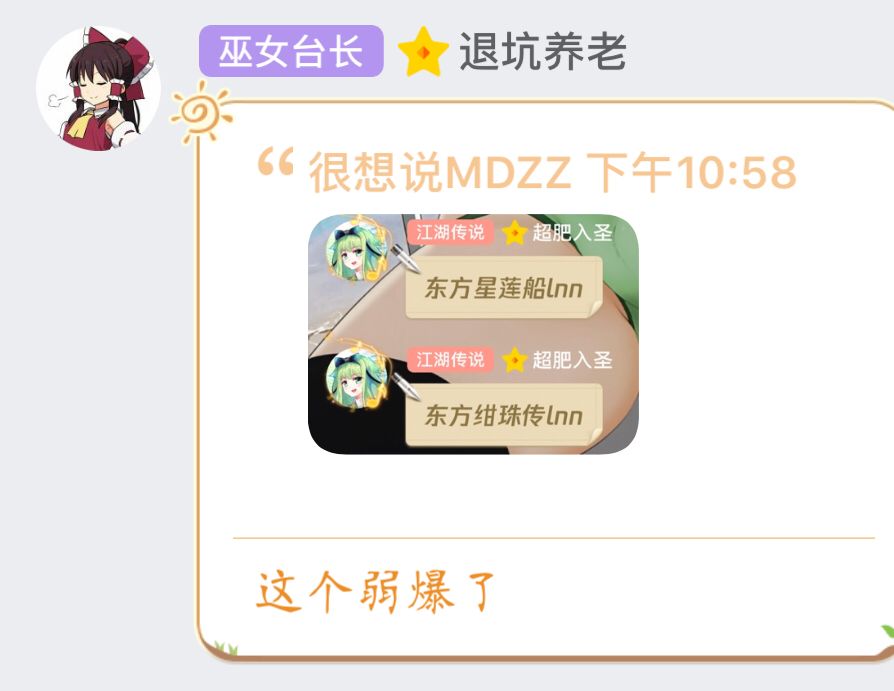 巫女台长 退坑养老
“ 很想说MDZZ 下午10:58
江湖传说 超肥入圣
东方星莲船lnn
江湖传说 超肥入圣
东方绀珠传lnn
这个弱爆了